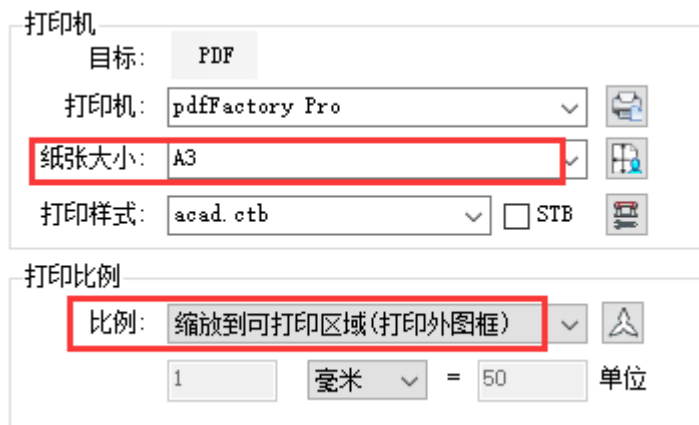 打印机
目标: PDF
打印机: pdfFactory Pro
纸张大小: A3
打印样式: acad.ctb STB
打印比例
比例: 缩放到可打印区域(打印外图框)
1 毫米 = 50 单位